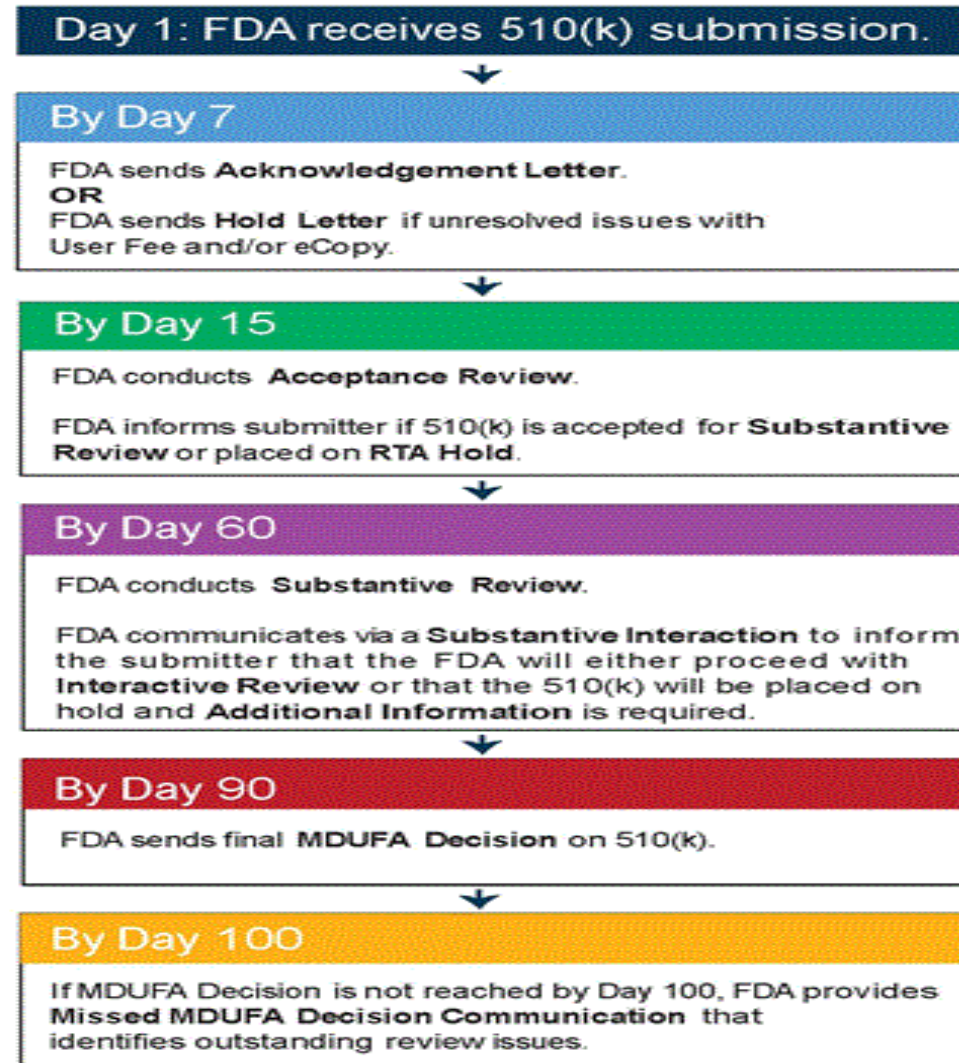 Day 1: FDA receives 510(k) submission.
By Day 7
FDA sends Acknowledgement Letter.
OR
FDA sends Hold Letter if unresolved issues with
User Fee and/or eCopy.
By Day 15
FDA conducts Acceptance Review.
FDA informs submitter if 510(k) is accepted for Substantive
Review or placed on RTA Hold.
By Day 60
FDA conducts Substantive Review.
FDA communicates via a Substantive Interaction to inform
the submitter that the FDA will either proceed with
Interactive Review or that the 510(k) will be placed on
hold and Additional Information is required.
By Day 90
FDA sends final MDUFA Decision on 510(k).
By Day 100
If MDUFA Decision is not reached by Day 100, FDA provides
Missed MDUFA Decision Communication that
identifies outstanding review issues.